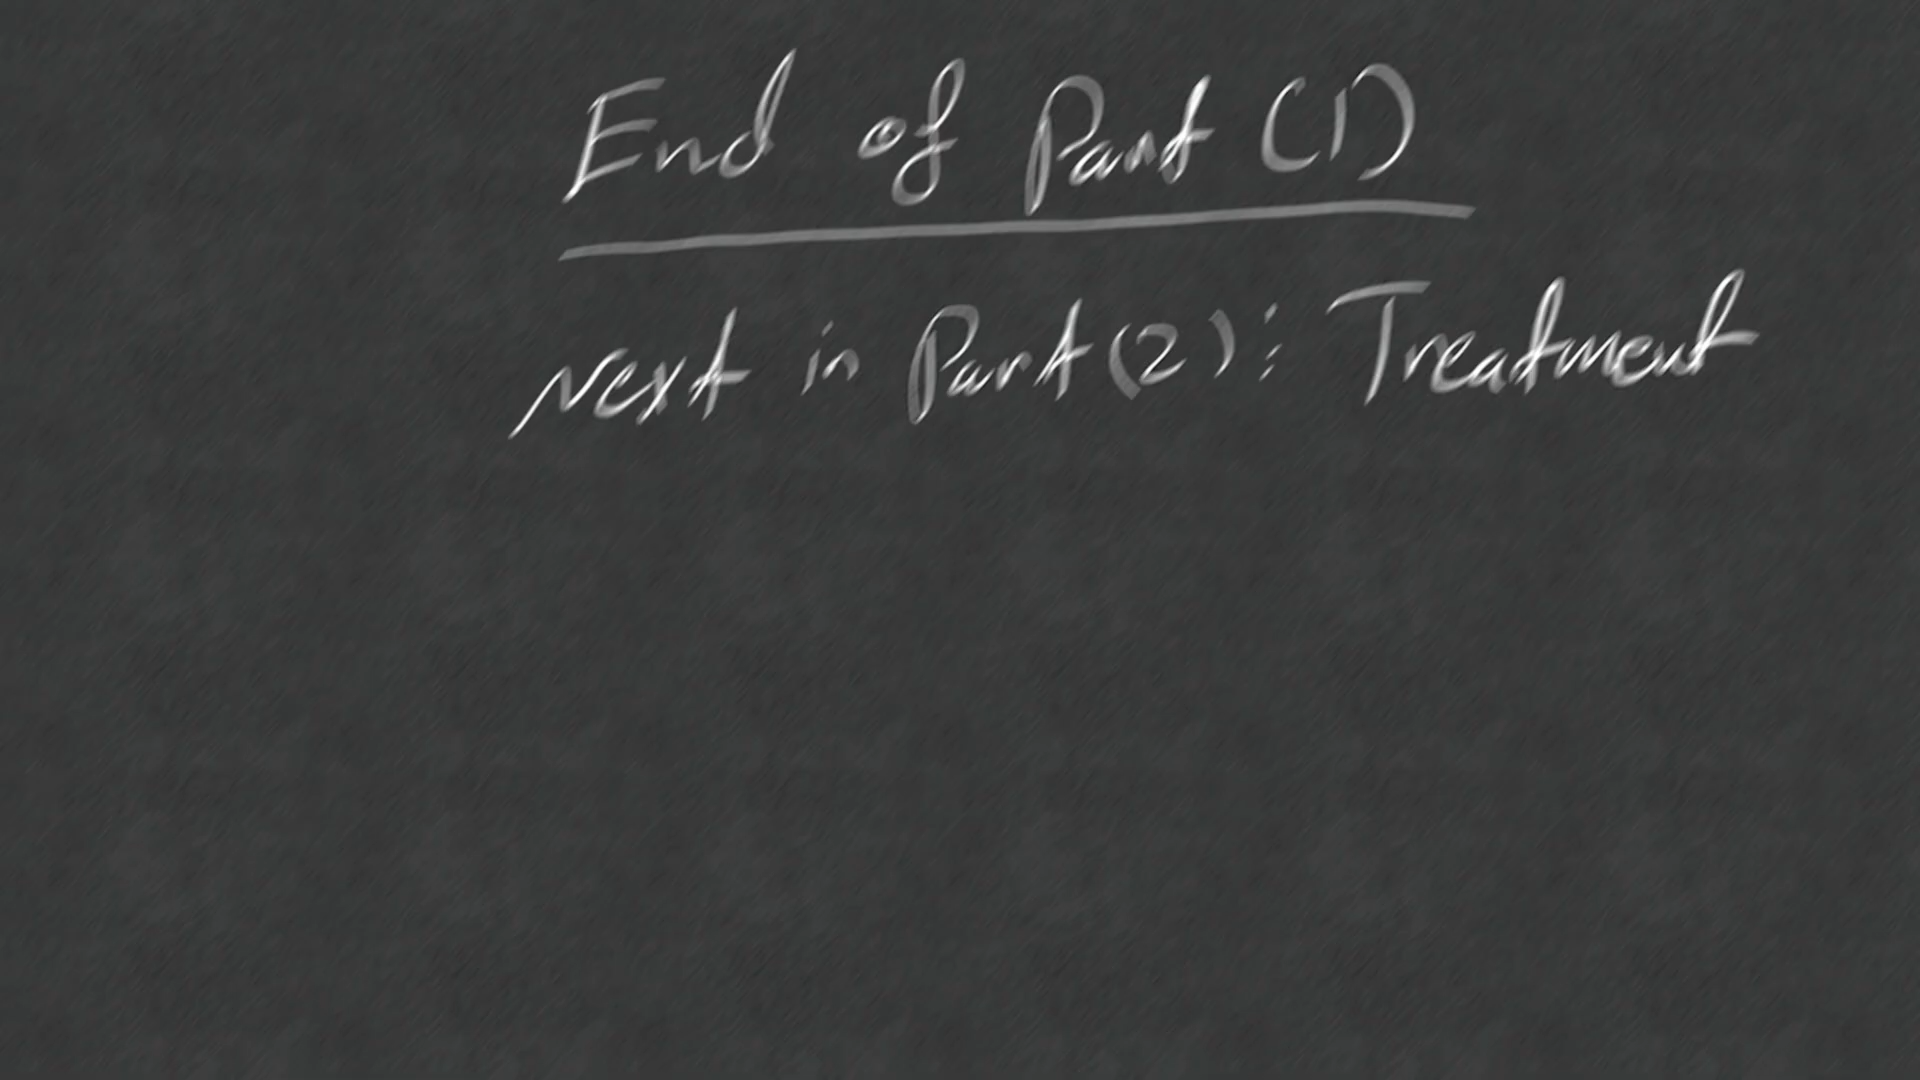 End of Part (1)
Next in Part (2): Treatment